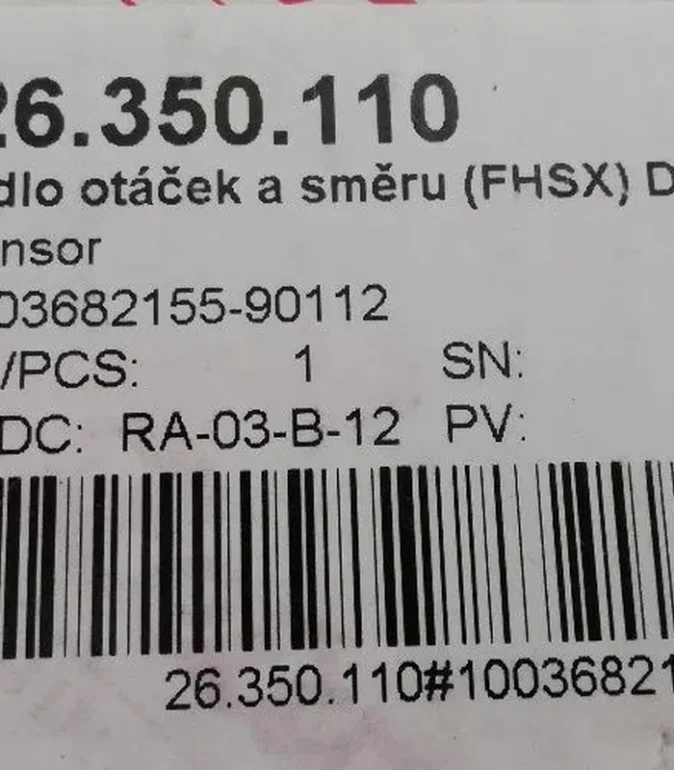 26.350.110
dlo otáček a směru (FHSX) D
nsor
03682155-90112
/PCS: 1 SN:
DC: RA-03-B-12 PV:
26.350.110#10036821